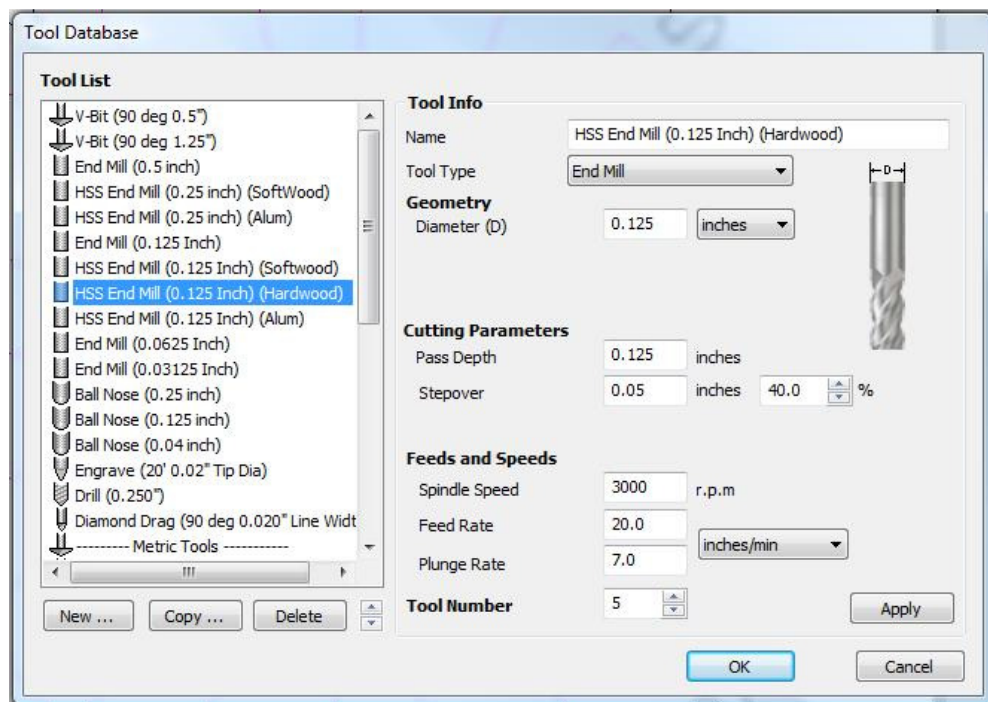 Tool Database
Tool List
V-Bit (90 deg 0.5")
V-Bit (90 deg 1.25")
End Mill (0.5 inch)
HSS End Mill (0.25 inch) (SoftWood)
HSS End Mill (0.25 inch) (Alum)
End Mill (0.125 Inch)
HSS End Mill (0.125 Inch) (Softwood)
HSS End Mill (0.125 Inch) (Hardwood)
HSS End Mill (0.125 Inch) (Alum)
End Mill (0.0625 Inch)
End Mill (0.03125 Inch)
Ball Nose (0.25 inch)
Ball Nose (0.125 inch)
Ball Nose (0.04 inch)
Engrave (20' 0.02" Tip Dia)
Drill (0.250")
Diamond Drag (90 deg 0.020" Line Widt
--------- Metric Tools -----------
New ... Copy ... Delete
Tool Info
Name HSS End Mill (0.125 Inch) (Hardwood)
Tool Type End Mill
D
Geometry
Diameter (D) 0.125 inches
Cutting Parameters
Pass Depth 0.125 inches
Stepover 0.05 inches 40.0 %
Feeds and Speeds
Spindle Speed 3000 r.p.m
Feed Rate 20.0
inches/min
Plunge Rate 7.0
Tool Number 5 Apply
OK Cancel